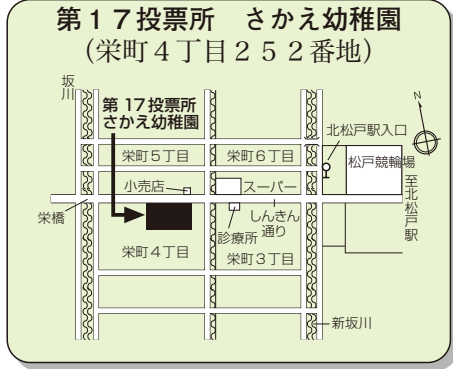 第１７投票所　さかえ幼稚園
（栄町４丁目２５２番地）
坂川
第17投票所
さかえ幼稚園
N
北松戸駅入口
栄町５丁目
栄町６丁目
松戸競輪場
小売店
スーパー
至北松戸駅
栄橋
しんきん
通り
診療所
栄町４丁目
栄町３丁目
新坂川